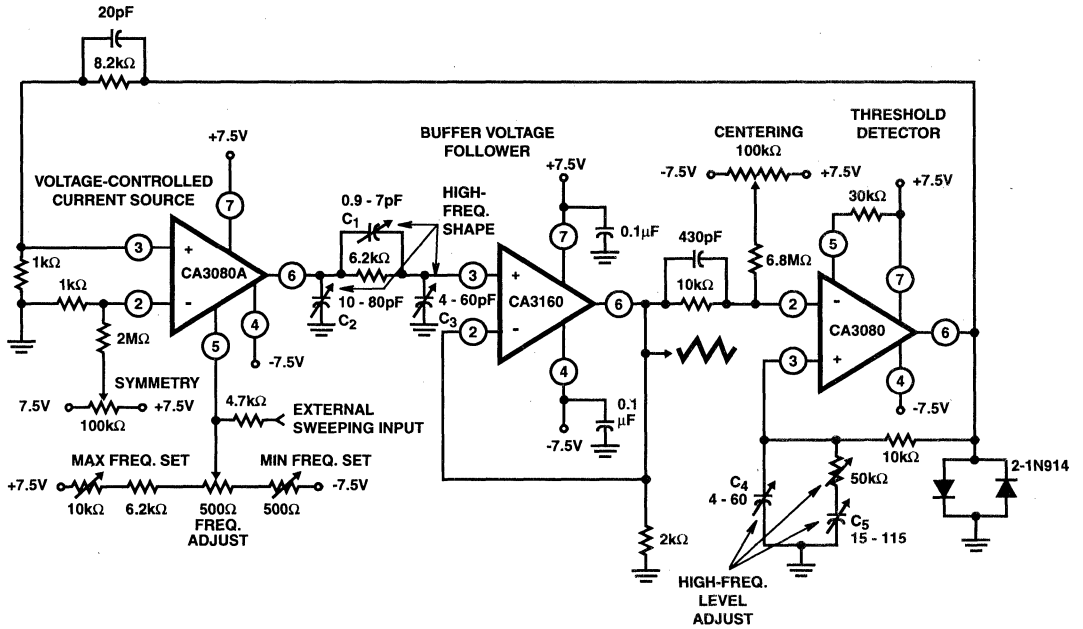 20pF
8.2kΩ
+7.5V
VOLTAGE-CONTROLLED
CURRENT SOURCE
7
3
+
CA3080A
6
1kΩ
1kΩ
2
-
4
5
-7.5V
2MΩ
SYMMETRY
7.5V
+7.5V
100kΩ
4.7kΩ
EXTERNAL
SWEEPING INPUT
MAX FREQ. SET
MIN FREQ. SET
+7.5V
-7.5V
10kΩ
6.2kΩ
500Ω
500Ω
FREQ.
ADJUST
0.9 - 7pF
C1
6.2kΩ
10 - 80pF
C2
HIGH-
FREQ.
SHAPE
4 - 60pF
C3
BUFFER VOLTAGE
FOLLOWER
+7.5V
7
0.1μF
3
+
CA3160
6
2
-
4
0.1
μF
-7.5V
2kΩ
430pF
10kΩ
CENTERING
100kΩ
-7.5V
+7.5V
6.8MΩ
THRESHOLD
DETECTOR
+7.5V
30kΩ
5
7
2
-
CA3080
6
3
+
4
-7.5V
10kΩ
50kΩ
C4
4 - 60
C5
15 - 115
2-1N914
HIGH-FREQ.
LEVEL
ADJUST